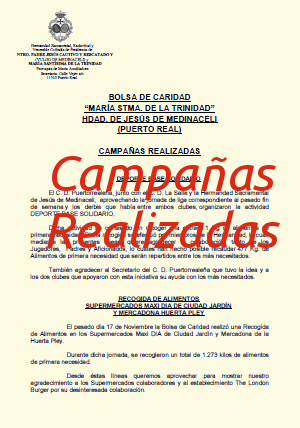 Hermandad Sacramental, Esclavitud y
Venerable Cofradía de Penitencia de
NTRO. PADRE JESÚS CAUTIVO Y RESCATADO Y
(VULGO DE MEDINACELI) Y
MARÍA SANTÍSIMA DE LA TRINIDAD
Parroquia de María Auxiliadora
11510 Puerto Real
BOLSA DE CARIDAD
“MARÍA STMA. DE LA TRINIDAD”
HDAD. DE JESÚS DE MEDINACELI
(PUERTO REAL)
CAMPAÑAS REALIZADAS
Campañas
Realizadas
DEPORTE BASE SOLIDARIO
El C. D. Puertorrealeña, junto con el C. D. La Salle y la Hermandad Sacramental
de Jesús de Medinaceli, aprovechando la jornada de liga correspondiente al pasado fin
de semana y los derbis que había entre ambos clubes, organizaron la actividad
DEPORTE BASE SOLIDARIO.
Jugadores, Padres y Aficionados, lo cuales han hecho posible recaudar 477 Kg. de
Alimentos de primera necesidad que serán repartidos entre los más necesitados.
También agradecer al Secretario del C. D. Puertorrealeña que tuvo la idea y a
los dos clubes que apoyaron con esta iniciativa su ayuda con los más necesitados.
RECOGIDA DE ALIMENTOS
SUPERMERCADOS MAXI DIA DE CIUDAD JARDÍN
Y MERCADONA HUERTA PLEY
El pasado día 17 de Noviembre la Bolsa de Caridad realizó una Recogida
de Alimentos en los Supermercados Maxi DIA de Ciudad Jardín y Mercadona de la
Huerta Pley.
Durante dicha jornada, se recogieron un total de 1.273 kilos de alimentos
de primera necesidad.
Desde éstas líneas queremos aprovechar para mostrar nuestro
agradecimiento a los Supermercados colaboradores y al establecimiento The London
Burger por su desinteresada colaboración.